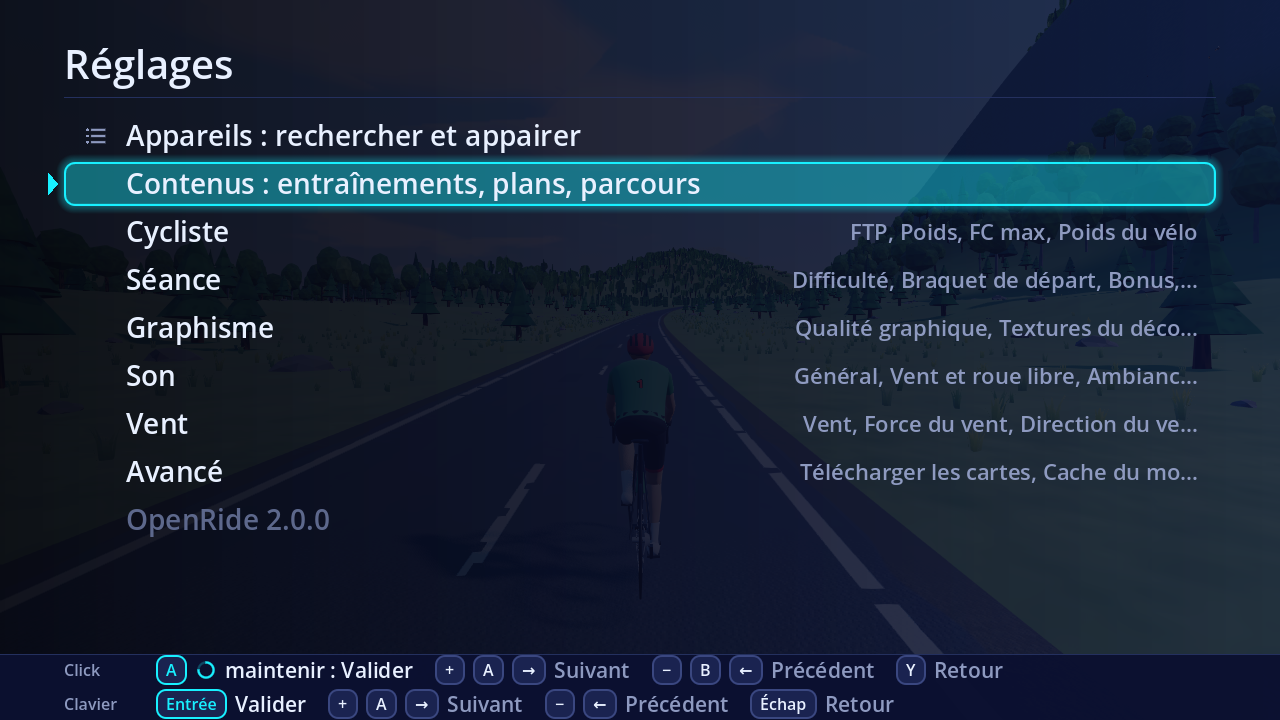 Réglages
Appareils : rechercher et appairer
Contenus : entraînements, plans, parcours
Cycliste FTP, Poids, FC max, Poids du vélo
Séance Difficulté, Braquet de départ, Bonus,...
Graphisme Qualité graphique, Textures du déco...
Son Général, Vent et roue libre, Ambianc...
Vent Vent, Force du vent, Direction du ve...
Avancé Télécharger les cartes, Cache du mo...
OpenRide 2.0.0
Click A maintenir : Valider + A → Suivant − B ← Précédent Y Retour
Clavier Entrée Valider + A → Suivant − ← Précédent Échap Retour